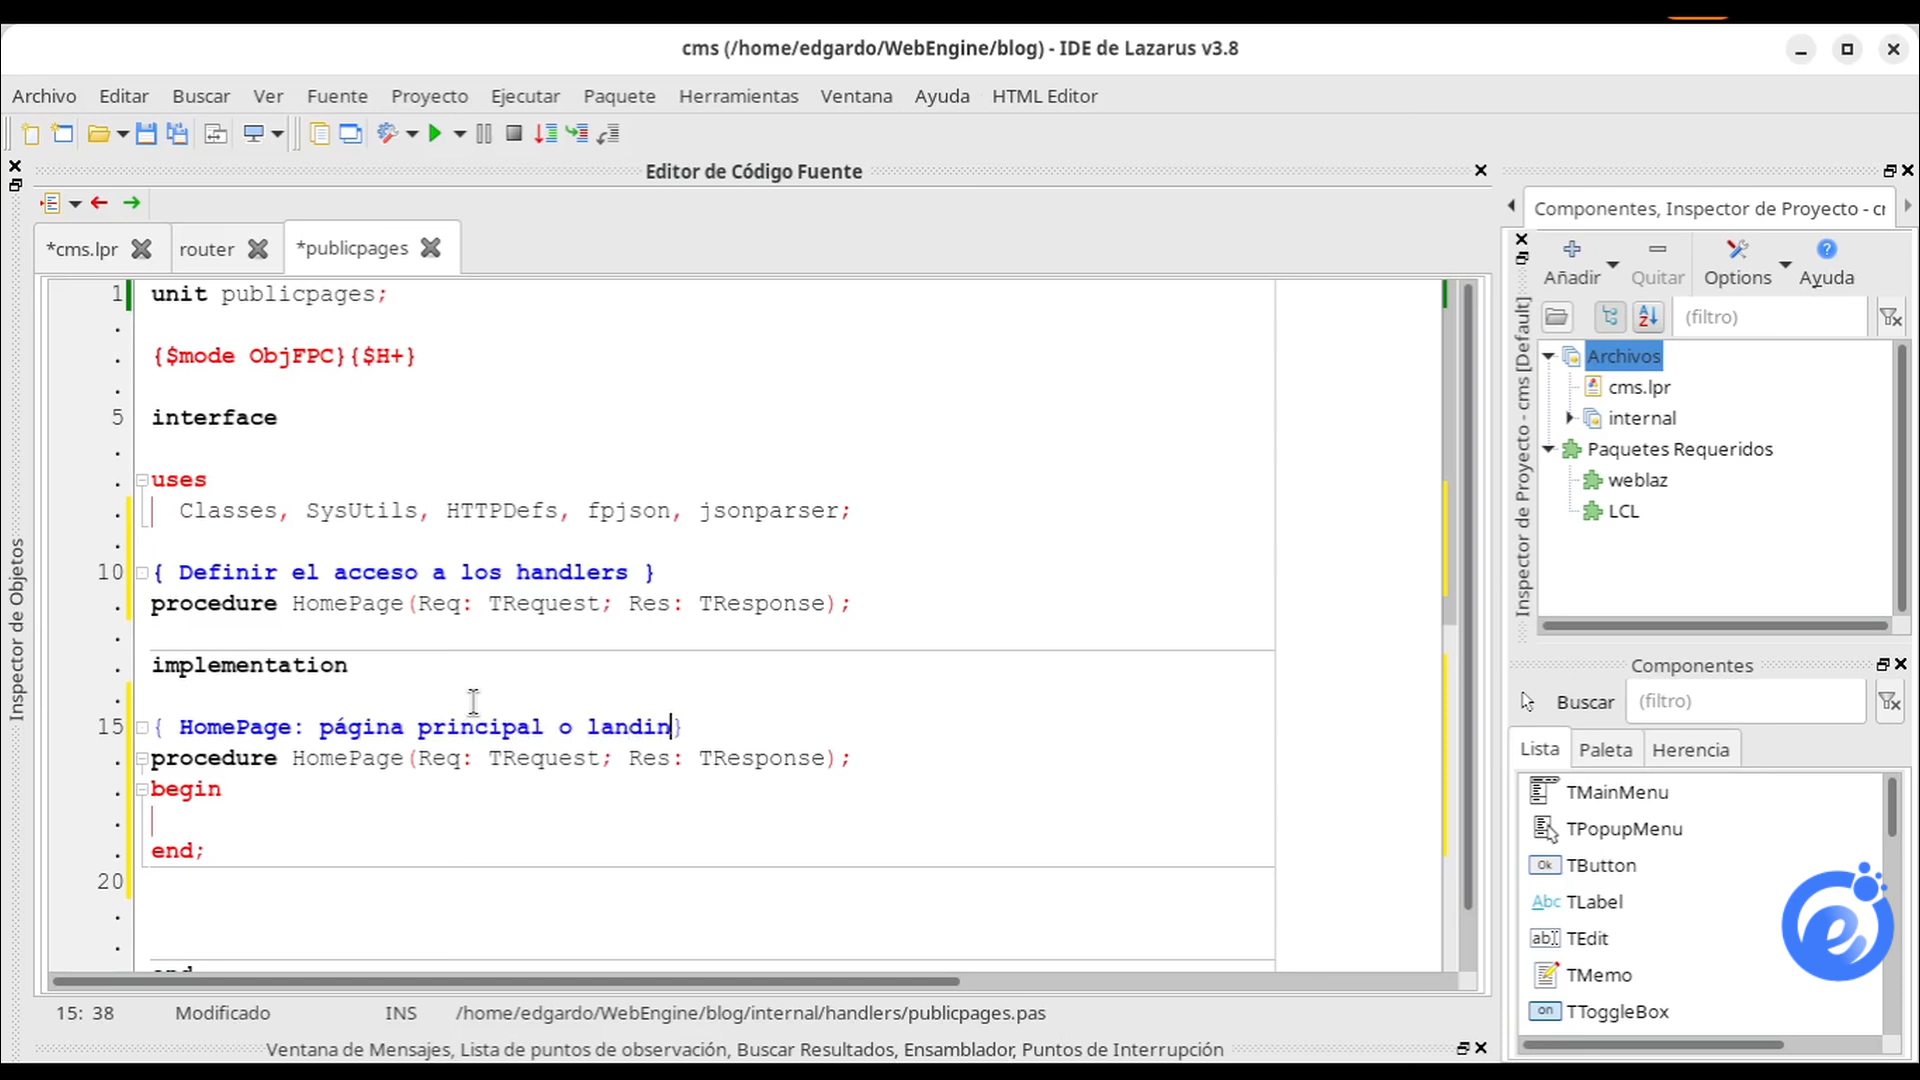 cms (/home/edgardo/WebEngine/blog) - IDE de Lazarus v3.8
Archivo Editar Buscar Ver Fuente Proyecto Ejecutar Paquete Herramientas Ventana Ayuda HTML Editor
Editor de Código Fuente
*cms.lpr router *publicpages
1 unit publicpages;
.
. {$mode ObjFPC}{$H+}
.
5 interface
.
. uses
. Classes, SysUtils, HTTPDefs, fpjson, jsonparser;
.
10 { Definir el acceso a los handlers }
. procedure HomePage(Req: TRequest; Res: TResponse);
.
. implementation
.
15 { HomePage: página principal o landin}
. procedure HomePage(Req: TRequest; Res: TResponse);
. begin
.
. end;
20
.
.
end
15: 38 Modificado INS /home/edgardo/WebEngine/blog/internal/handlers/publicpages.pas
Ventana de Mensajes, Lista de puntos de observación, Buscar Resultados, Ensamblador, Puntos de Interrupción
Inspector de Objetos
Componentes, Inspector de Proyecto - cr
Inspector de Proyecto - cms [Default]
Añadir Quitar Options Ayuda
(filtro)
Archivos
cms.lpr
internal
Paquetes Requeridos
weblaz
LCL
Componentes
Buscar (filtro)
Lista Paleta Herencia
TMainMenu
TPopupMenu
Ok TButton
Abc TLabel
ab TEdit
TMemo
on TToggleBox